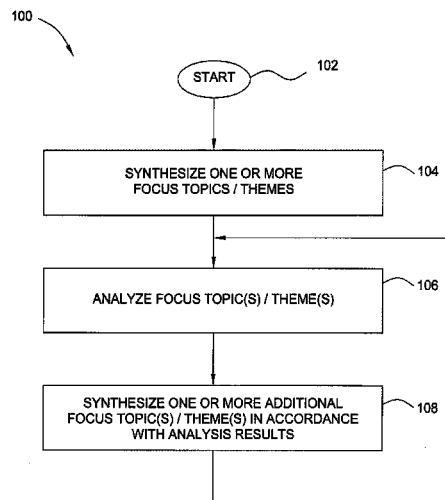 100
START
102
SYNTHESIZE ONE OR MORE
FOCUS TOPICS / THEMES
104
ANALYZE FOCUS TOPIC(S) / THEME(S)
106
SYNTHESIZE ONE OR MORE ADDITIONAL
FOCUS TOPIC(S) / THEME(S) IN ACCORDANCE
WITH ANALYSIS RESULTS
108